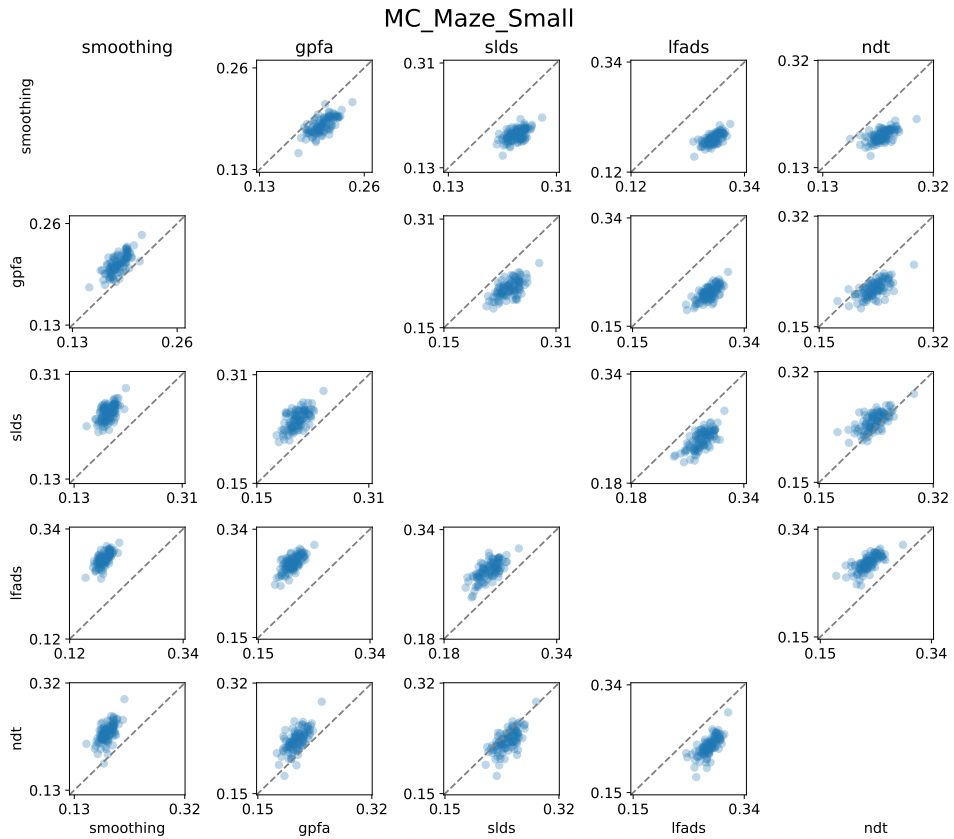 MC_Maze_Small
smoothing gpfa slds lfads ndt
smoothing
0.26 0.31 0.34 0.32
0.13 0.13 0.12 0.13
0.13 0.26 0.13 0.31 0.12 0.34 0.13 0.32
gpfa
0.26 0.31 0.34 0.32
0.13 0.15 0.15 0.15
0.13 0.26 0.15 0.31 0.15 0.34 0.15 0.32
slds
0.31 0.31 0.34 0.32
0.13 0.15 0.18 0.15
0.13 0.31 0.15 0.31 0.18 0.34 0.15 0.32
lfads
0.34 0.34 0.34 0.34
0.12 0.15 0.18 0.15
0.12 0.34 0.15 0.34 0.18 0.34 0.15 0.34
ndt
0.32 0.32 0.32 0.34
0.13 0.15 0.15 0.15
0.13 0.32 0.15 0.32 0.15 0.32 0.15 0.34
smoothing gpfa slds lfads ndt